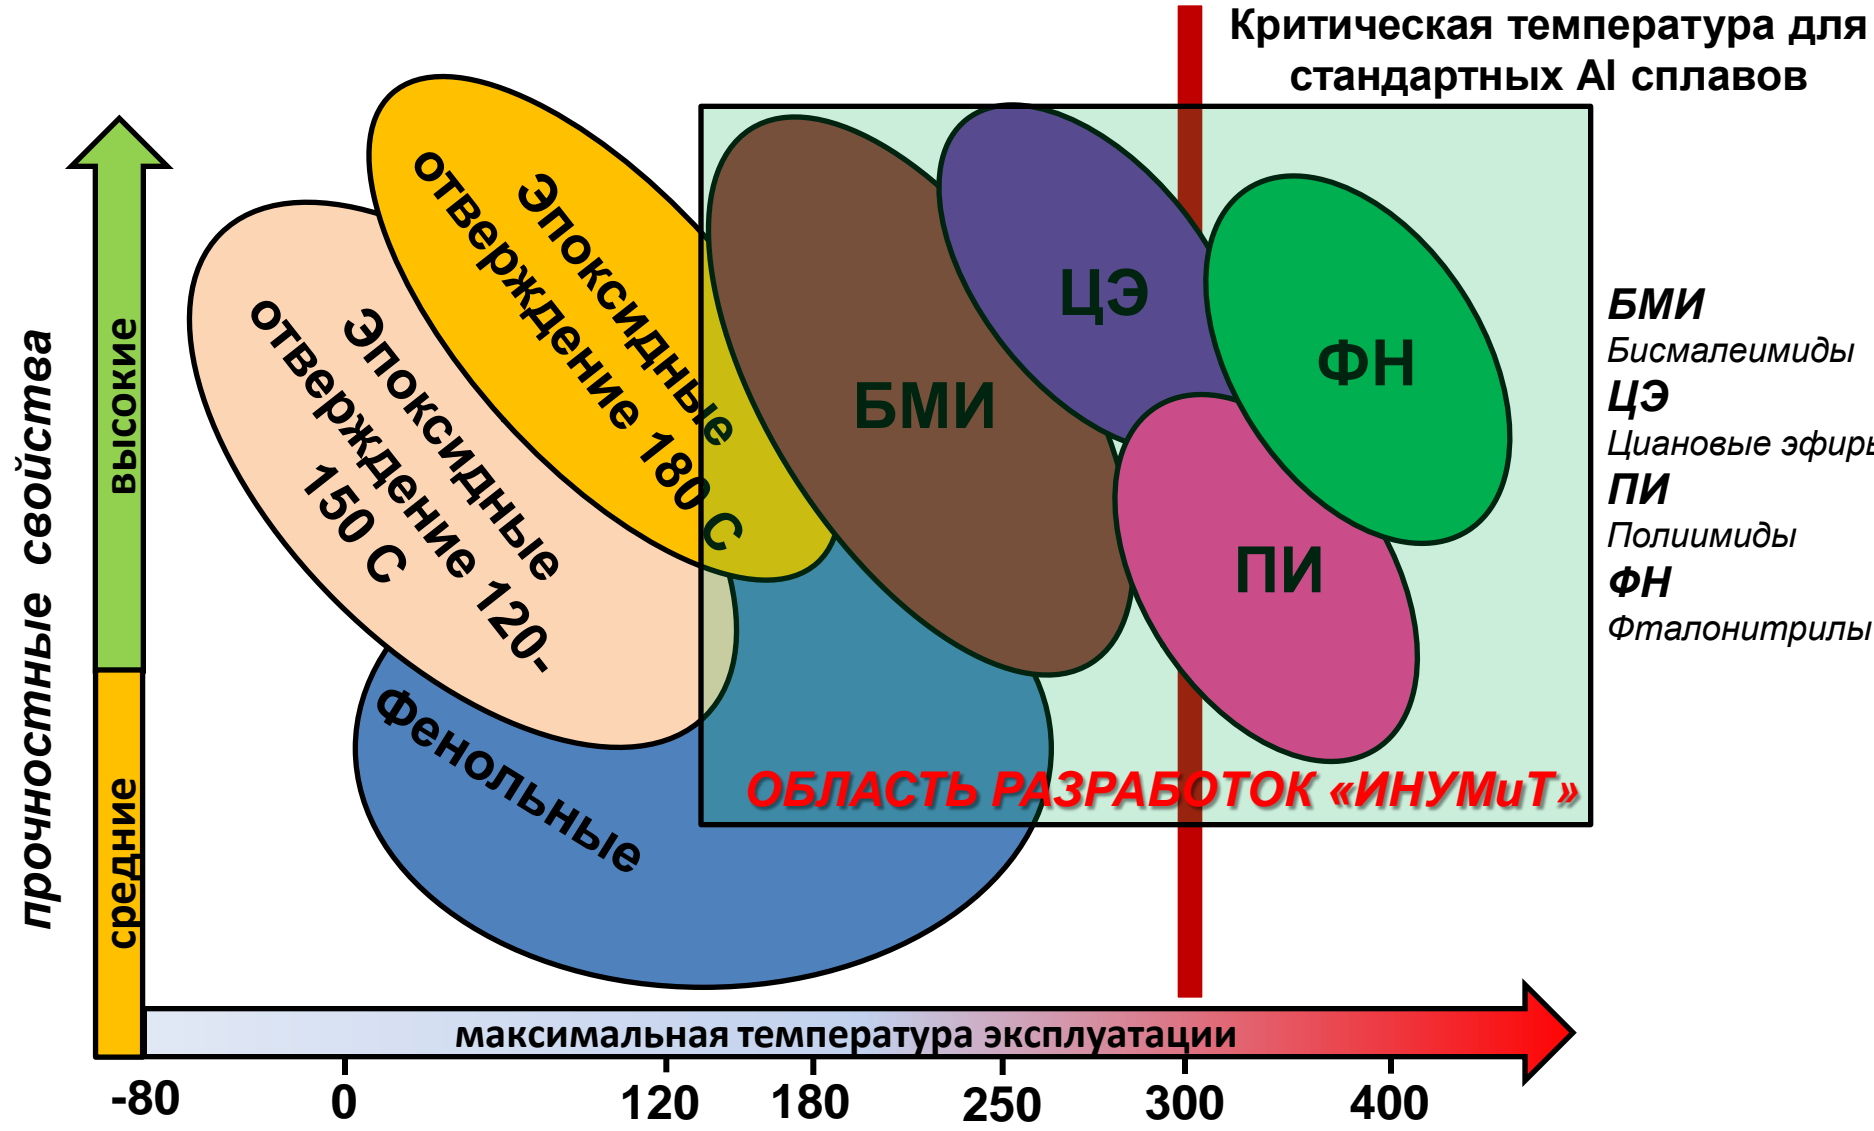 Критическая температура для
стандартных Al сплавов
прочностные свойства
высокие
средние
Эпоксидные
отверждение 180 С
Эпоксидные
отверждение 120-
150 С
Фенольные
БМИ
ЦЭ
ФН
ПИ
ОБЛАСТЬ РАЗРАБОТОК «ИНУМиТ»
БМИ
Бисмалеимиды
ЦЭ
Циановые эфиры
ПИ
Полиимиды
ФН
Фталонитрилы
максимальная температура эксплуатации
-80 0 120 180 250 300 400